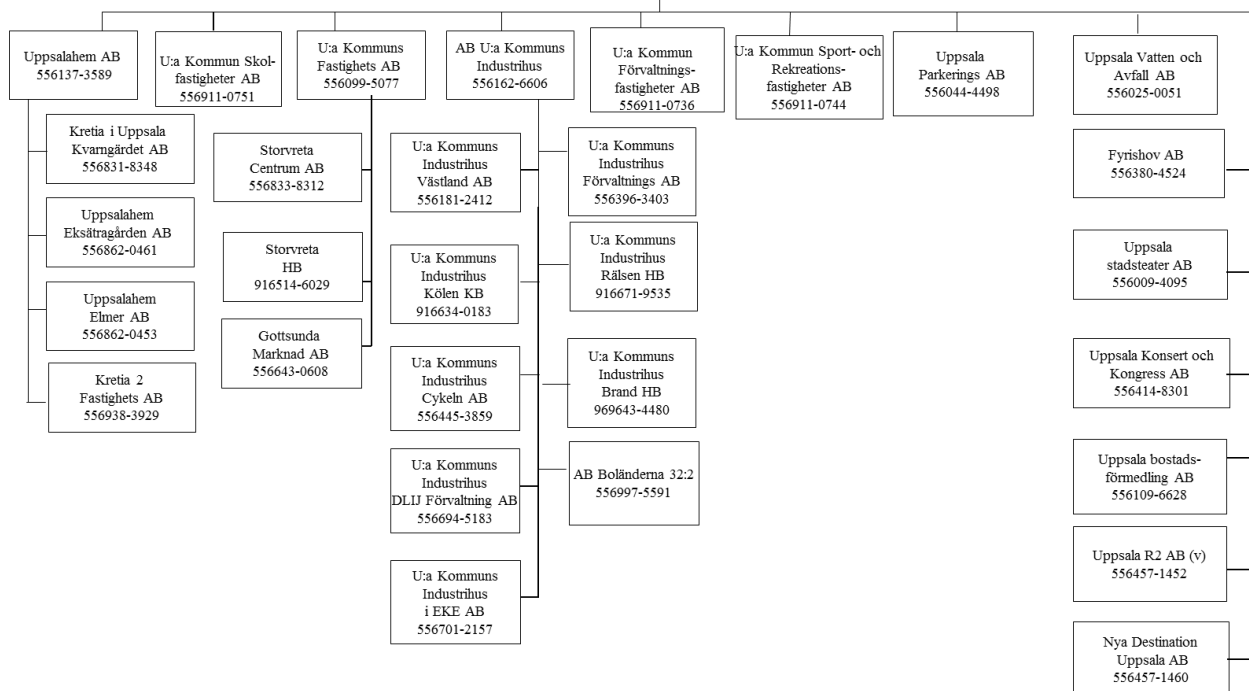 Uppsalahem AB
556137-3589
U:a Kommun Skol-
fastigheter AB
556911-0751
U:a Kommuns
Fastighets AB
556099-5077
AB U:a Kommuns
Industrihus
556162-6606
U:a Kommun
Förvaltnings-
fastigheter AB
556911-0736
U:a Kommun Sport- och
Rekreations-
fastigheter AB
556911-0744
Uppsala
Parkerings AB
556044-4498
Uppsala Vatten och
Avfall AB
556025-0051
Kretia i Uppsala
Kvarngärdet AB
556831-8348
Uppsalahem
Eksätragården AB
556862-0461
Uppsalahem
Elmer AB
556862-0453
Kretia 2
Fastighets AB
556938-3929
Storvreta
Centrum AB
556833-8312
Storvreta
HB
916514-6029
Gottsunda
Marknad AB
556643-0608
U:a Kommuns
Industrihus
Västland AB
556181-2412
U:a Kommuns
Industrihus
Kölen KB
916634-0183
U:a Kommuns
Industrihus
Cykeln AB
556445-3859
U:a Kommuns
Industrihus
DLIJ Förvaltning AB
556694-5183
U:a Kommuns
Industrihus
i EKE AB
556701-2157
U:a Kommuns
Industrihus
Förvaltnings AB
556396-3403
U:a Kommuns
Industrihus
Rälsen HB
916671-9535
U:a Kommuns
Industrihus
Brand HB
969643-4480
AB Boländerna 32:2
556997-5591
Fyrishov AB
556380-4524
Uppsala
stadsteater AB
556009-4095
Uppsala Konsert och
Kongress AB
556414-8301
Uppsala bostads-
förmedling AB
556109-6628
Uppsala R2 AB (v)
556457-1452
Nya Destination
Uppsala AB
556457-1460